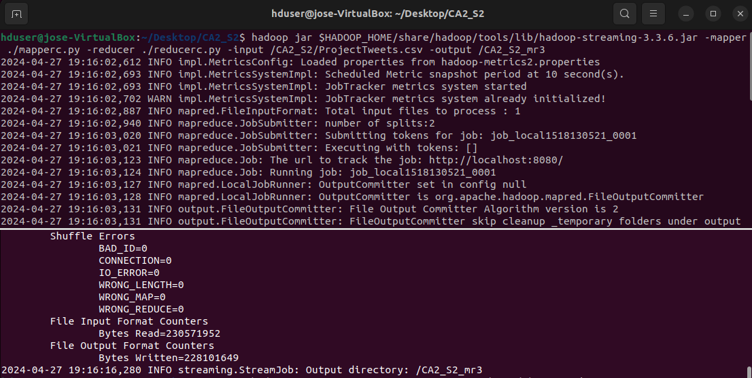 hduser@jose-VirtualBox: ~/Desktop/CA2_S2
hduser@jose-VirtualBox:~/Desktop/CA2_S2$ hadoop jar $HADOOP_HOME/share/hadoop/tools/lib/hadoop-streaming-3.3.6.jar -mapper
./mapperc.py -reducer ./reducerc.py -input /CA2_S2/ProjectTweets.csv -output /CA2_S2_mr3
2024-04-27 19:16:02,612 INFO impl.MetricsConfig: Loaded properties from hadoop-metrics2.properties
2024-04-27 19:16:02,693 INFO impl.MetricsSystemImpl: Scheduled Metric snapshot period at 10 second(s).
2024-04-27 19:16:02,693 INFO impl.MetricsSystemImpl: JobTracker metrics system started
2024-04-27 19:16:02,702 WARN impl.MetricsSystemImpl: JobTracker metrics system already initialized!
2024-04-27 19:16:02,887 INFO mapred.FileInputFormat: Total input files to process : 1
2024-04-27 19:16:02,940 INFO mapreduce.JobSubmitter: number of splits:2
2024-04-27 19:16:03,020 INFO mapreduce.JobSubmitter: Submitting tokens for job: job_local1518130521_0001
2024-04-27 19:16:03,021 INFO mapreduce.JobSubmitter: Executing with tokens: []
2024-04-27 19:16:03,123 INFO mapreduce.Job: The url to track the job: http://localhost:8080/
2024-04-27 19:16:03,124 INFO mapreduce.Job: Running job: job_local1518130521_0001
2024-04-27 19:16:03,127 INFO mapred.LocalJobRunner: OutputCommitter set in config null
2024-04-27 19:16:03,128 INFO mapred.LocalJobRunner: OutputCommitter is org.apache.hadoop.mapred.FileOutputCommitter
2024-04-27 19:16:03,131 INFO output.FileOutputCommitter: File Output Committer Algorithm version is 2
2024-04-27 19:16:03,131 INFO output.FileOutputCommitter: FileOutputCommitter skip cleanup _temporary folders under output
Shuffle Errors
BAD_ID=0
CONNECTION=0
IO_ERROR=0
WRONG_LENGTH=0
WRONG_MAP=0
WRONG_REDUCE=0
File Input Format Counters
Bytes Read=230571952
File Output Format Counters
Bytes Written=228101649
2024-04-27 19:16:16,280 INFO streaming.StreamJob: Output directory: /CA2_S2_mr3